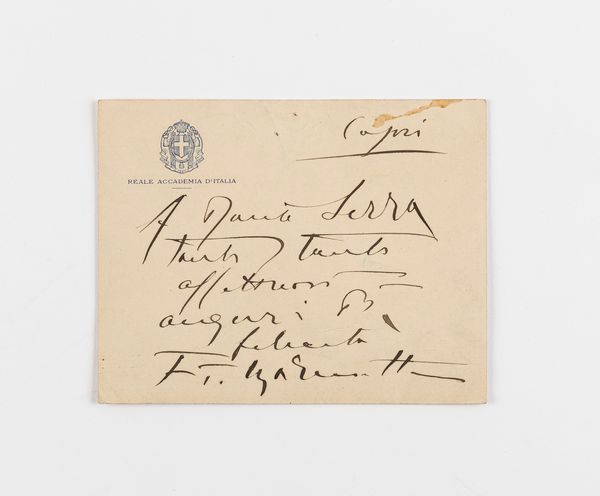 Capri
REALE ACCADEMIA D'ITALIA
A Dante Serra
tanti tanti
affettuosi
auguri di
felicità
F. T. Marinetti